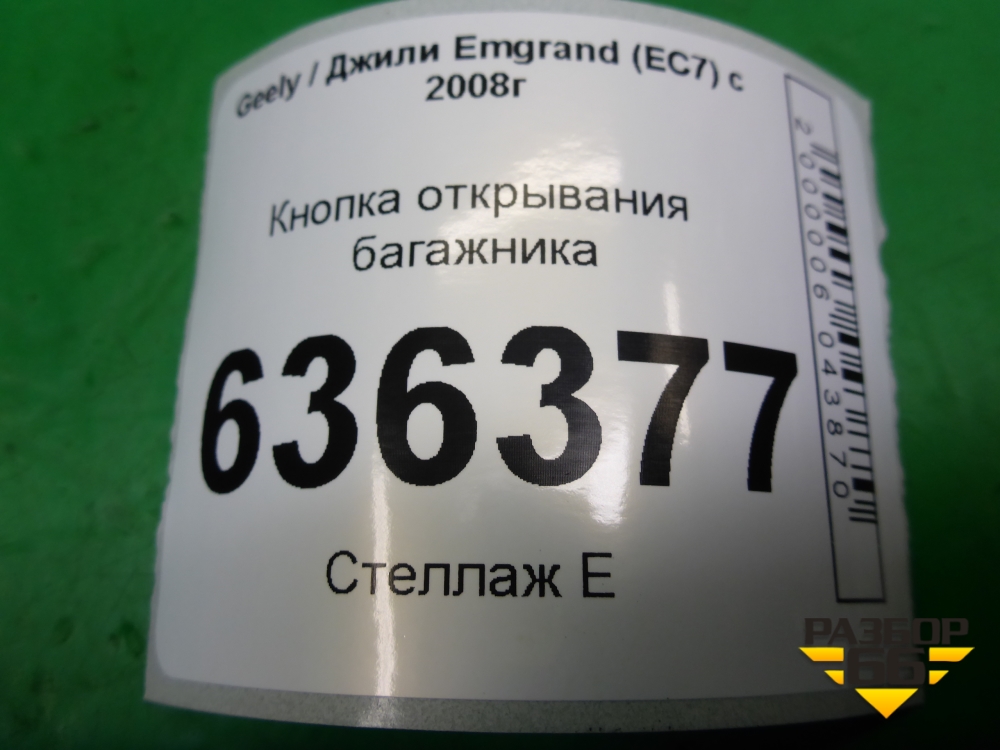 Geely / Джили Emgrand (EC7) с
2008г
Кнопка открывания
багажника
636377
Стеллаж Е
2000006043870
РАЗБОР
66